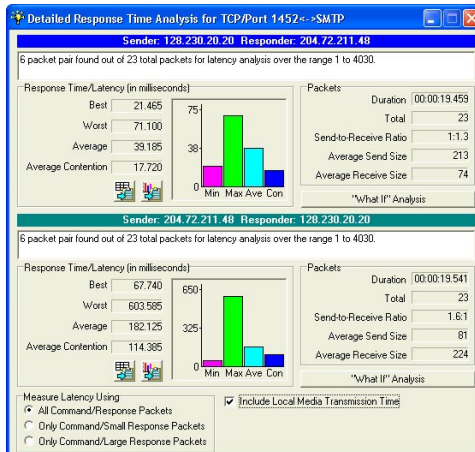 Detailed Response Time Analysis for TCP/Port 1452<->SMTP
Sender: 128.230.20.20 Responder: 204.72.211.48
6 packet pair found out of 23 total packets for latency analysis over the range 1 to 4030.
Response Time/Latency (in milliseconds)
Best 21.465
Worst 71.100
Average 39.185
Average Contention 17.720
75
38
0
Min Max Ave Con
Packets
Duration 00:00:19.459
Total 23
Send-to-Receive Ratio 1:1.3
Average Send Size 213
Average Receive Size 74
"What If" Analysis
Sender: 204.72.211.48 Responder: 128.230.20.20
6 packet pair found out of 23 total packets for latency analysis over the range 1 to 4030.
Response Time/Latency (in milliseconds)
Best 67.740
Worst 603.585
Average 182.125
Average Contention 114.385
650
325
0
Min Max Ave Con
Packets
Duration 00:00:19.541
Total 23
Send-to-Receive Ratio 1.6:1
Average Send Size 81
Average Receive Size 224
"What If" Analysis
Measure Latency Using
All Command/Response Packets
Only Command/Small Response Packets
Only Command/Large Response Packets
Include Local Media Transmission Time